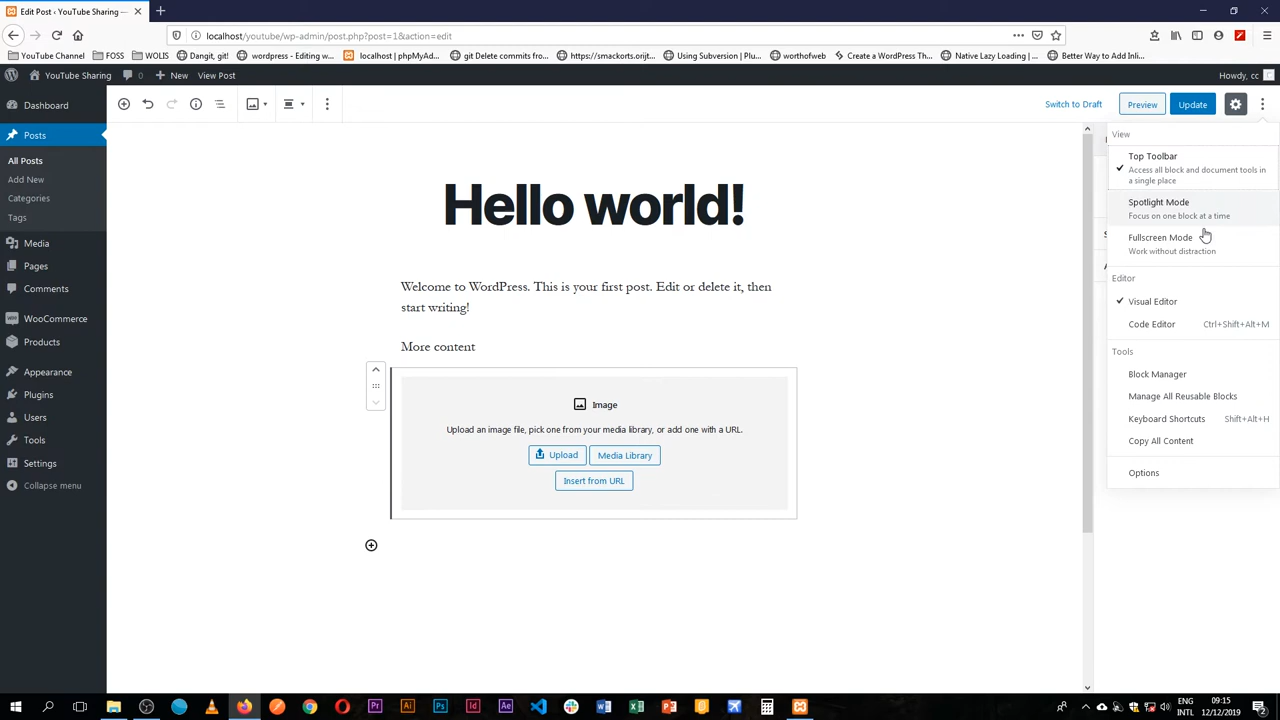 Edit Post ‹ YouTube Sharing —
localhost/youtube/wp-admin/post.php?post=1&action=edit
YouTube Channel
FOSS
WOLIS
Dangit, git!
wordpress - Editing w
localhost | phpMyAd
git Delete commits fro
https://smackorts.orijt
Using Subversion | Plu
worthofweb
Create a WordPress Th
Native Lazy Loading |
Better Way to Add Inli
YouTube Sharing
0
New
View Post
Howdy, cc
Dashboard
Posts
All Posts
Add New
Categories
Tags
Media
Pages
Comments
WooCommerce
Products
Appearance
Plugins
Users
Tools
Settings
Collapse menu
Switch to Draft
Preview
Update
Hello world!
Welcome to WordPress. This is your first post. Edit or delete it, then
start writing!
More content
Image
Upload an image file, pick one from your media library, or add one with a URL.
Upload
Media Library
Insert from URL
View
Top Toolbar
Access all block and document tools in
a single place
Spotlight Mode
Focus on one block at a time
Fullscreen Mode
Work without distraction
Editor
Visual Editor
Code Editor Ctrl+Shift+Alt+M
Tools
Block Manager
Manage All Reusable Blocks
Keyboard Shortcuts Shift+Alt+H
Copy All Content
Options
ENG
INTL
09:15
12/12/2019